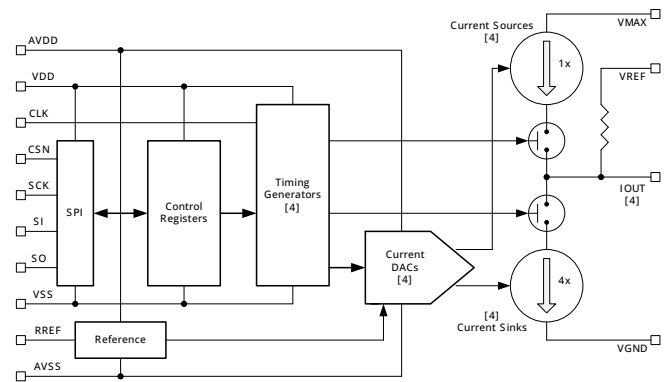 Current Sources
[4]
VMAX
AVDD
1x
VREF
VDD
CLK
CSN
SCK
SI
SO
SPI
Control
Registers
Timing
Generators
[4]
IOUT
[4]
Current
DACs
[4]
4x
VSS
[4]
Current Sinks
RREF
Reference
VGND
AVSS